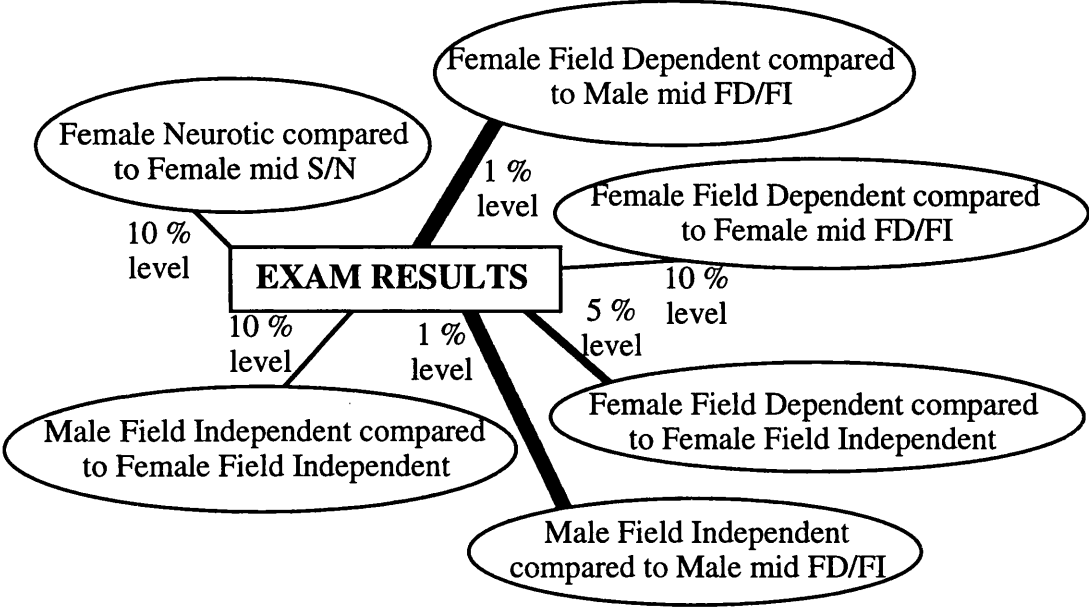 Female Field Dependent compared
to Male mid FD/FI
Female Neurotic compared
to Female mid S/N
1 %
level
Female Field Dependent compared
to Female mid FD/FI
10 %
level
EXAM RESULTS
10 %
level
5 %
level
10 %
level
1 %
level
Female Field Dependent compared
to Female Field Independent
Male Field Independent compared
to Female Field Independent
Male Field Independent
compared to Male mid FD/FI